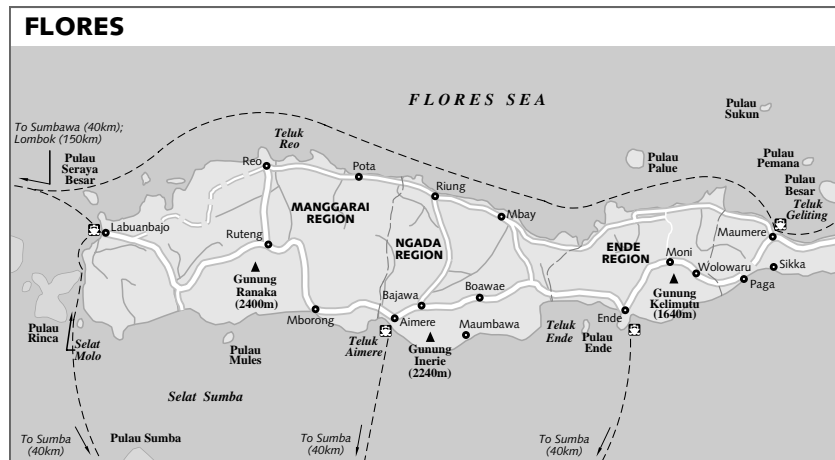 FLORES
FLORES SEA
To Sumbawa (40km);
Lombok (150km)
Pulau
Seraya
Besar
Teluk
Reo
Reo
Pota
Riung
Mbay
Pulau
Sukun
Pulau
Palue
Pulau
Pemana
Pulau
Besar
Teluk
Geliting
Labuanbajo
MANGGARAI
REGION
Ruteng
NGADA
REGION
ENDE
REGION
Moni
Maumere
Wolowaru
Sikka
Paga
Gunung
Ranaka
(2400m)
Bajawa
Boawae
Gunung
Kelimutu
(1640m)
Mborong
Aimere
Maumbawa
Ende
Pulau
Rinca
Selat
Molo
Pulau
Mules
Teluk
Aimere
Gunung
Inerie
(2240m)
Teluk
Ende
Pulau
Ende
Selat Sumba
To Sumba
(40km)
Pulau Sumba
To Sumba
(40km)
To Sumba
(40km)